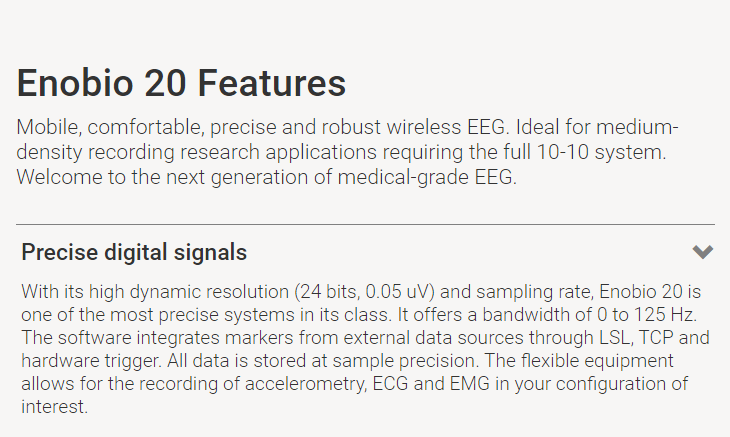 Enobio 20 Features
Mobile, comfortable, precise and robust wireless EEG. Ideal for medium-
density recording research applications requiring the full 10-10 system.
Welcome to the next generation of medical-grade EEG.
Precise digital signals
With its high dynamic resolution (24 bits, 0.05 uV) and sampling rate, Enobio 20 is
one of the most precise systems in its class. It offers a bandwidth of 0 to 125 Hz.
The software integrates markers from external data sources through LSL, TCP and
hardware trigger. All data is stored at sample precision. The flexible equipment
allows for the recording of accelerometry, ECG and EMG in your configuration of
interest.